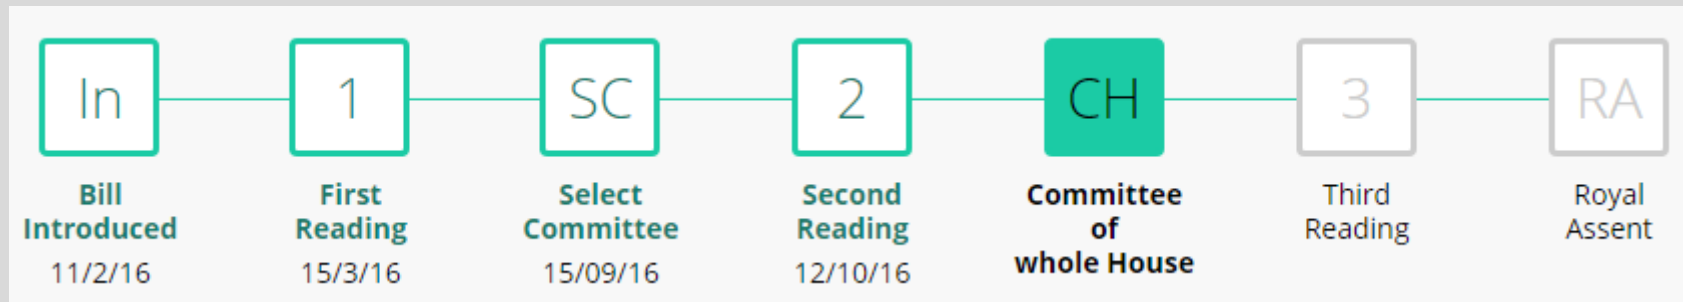 In
1
SC
2
CH
3
RA
Bill
Introduced
11/2/16
First
Reading
15/3/16
Select
Committee
15/09/16
Second
Reading
12/10/16
Committee
of
whole House
Third
Reading
Royal
Assent